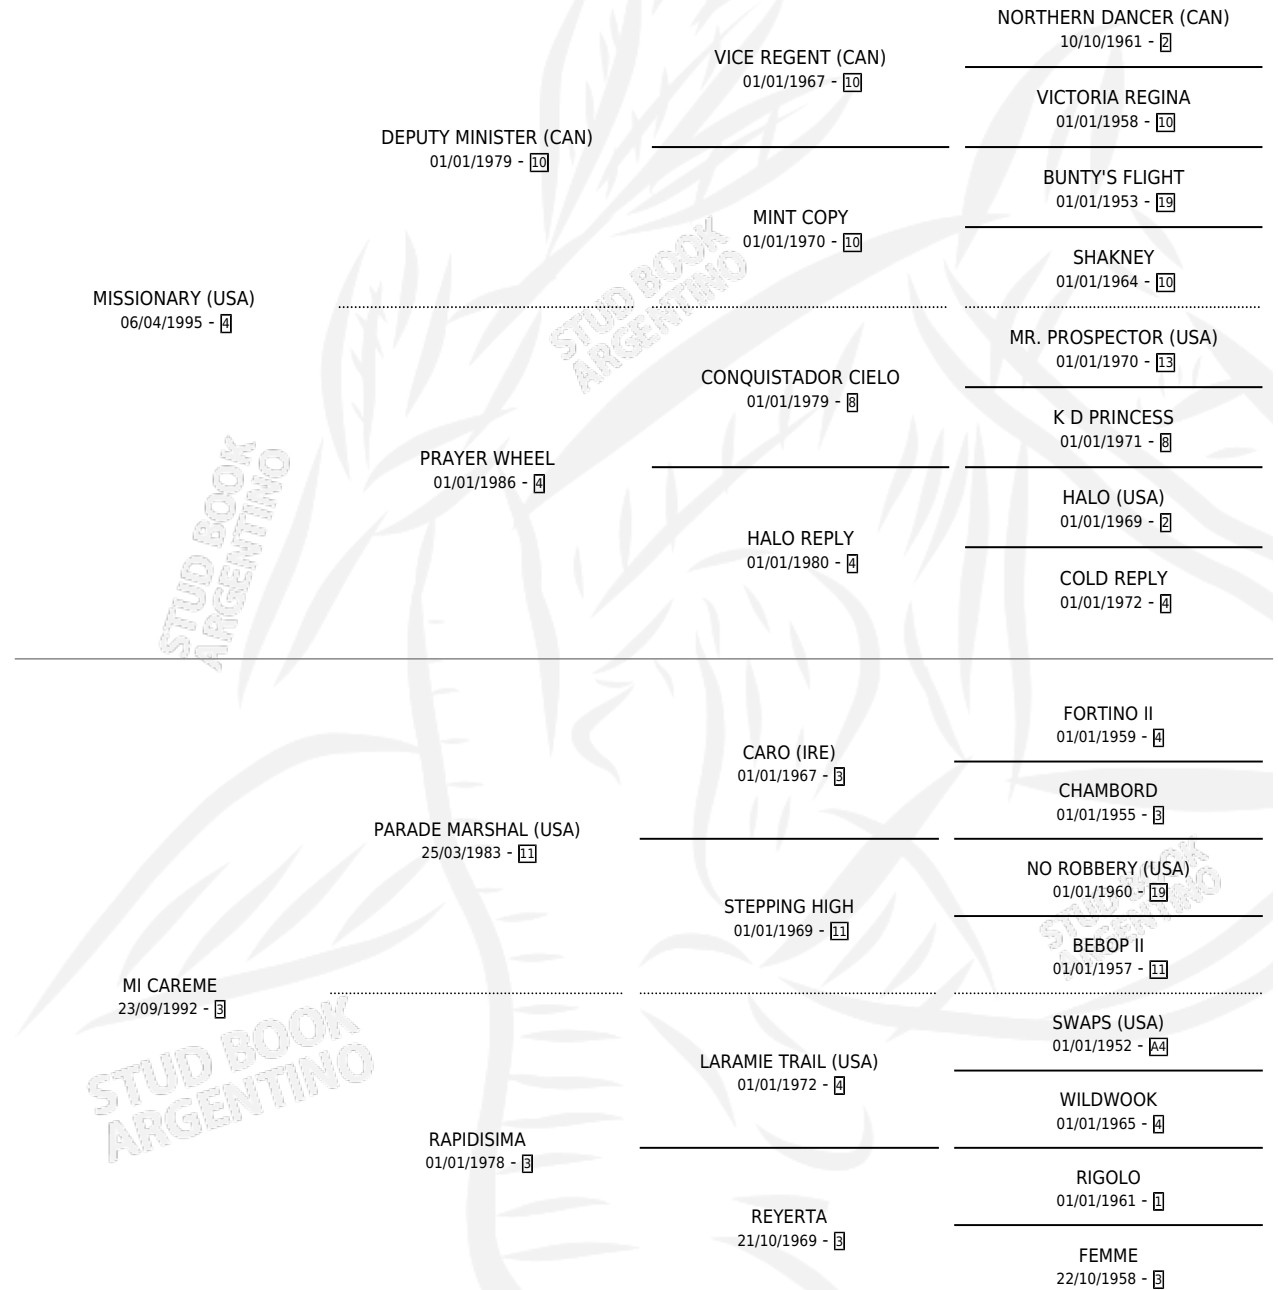 NORTHERN DANCER (CAN)
10/10/1961 - 2
VICE REGENT (CAN)
01/01/1967 - 10
VICTORIA REGINA
01/01/1958 - 10
DEPUTY MINISTER (CAN)
01/01/1979 - 10
BUNTY'S FLIGHT
01/01/1953 - 19
MINT COPY
01/01/1970 - 10
SHAKNEY
01/01/1964 - 10
MISSIONARY (USA)
06/04/1995 - 4
MR. PROSPECTOR (USA)
01/01/1970 - 13
CONQUISTADOR CIELO
01/01/1979 - 8
K D PRINCESS
01/01/1971 - 8
PRAYER WHEEL
01/01/1986 - 4
HALO (USA)
01/01/1969 - 2
HALO REPLY
01/01/1980 - 4
COLD REPLY
01/01/1972 - 4
FORTINO II
01/01/1959 - 4
CARO (IRE)
01/01/1967 - 3
CHAMBORD
01/01/1955 - 3
PARADE MARSHAL (USA)
25/03/1983 - 11
NO ROBBERY (USA)
01/01/1960 - 19
STEPPING HIGH
01/01/1969 - 11
BEBOP II
01/01/1957 - 11
MI CAREME
23/09/1992 - 3
SWAPS (USA)
01/01/1952 - A4
LARAMIE TRAIL (USA)
01/01/1972 - 4
WILDWOOK
01/01/1965 - 4
RAPIDISIMA
01/01/1978 - 3
RIGOLO
01/01/1961 - 1
REYERTA
21/10/1969 - 3
FEMME
22/10/1958 - 3
STUD BOOK
ARGENTINO
STUD BOOK
ARGENTINO
STUD BOOK
ARGENTINO
STUD BOOK
ARGENTINO